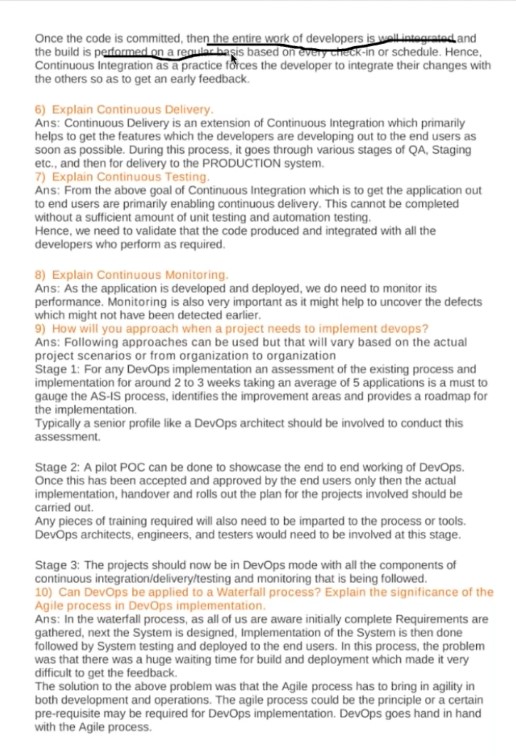 Once the code is committed, then the entire work of developers is well integrated and
the build is performed on a regular basis based on every check-in or schedule. Hence,
Continuous Integration as a practice forces the developer to integrate their changes with
the others so as to get an early feedback.
6) Explain Continuous Delivery.
Ans: Continuous Delivery is an extension of Continuous Integration which primarily
helps to get the features which the developers are developing out to the end users as
soon as possible. During this process, it goes through various stages of QA, Staging
etc., and then for delivery to the PRODUCTION system.
7) Explain Continuous Testing.
Ans: From the above goal of Continuous Integration which is to get the application out
to end users are primarily enabling continuous delivery. This cannot be completed
without a sufficient amount of unit testing and automation testing.
Hence, we need to validate that the code produced and integrated with all the
developers who perform as required.
8) Explain Continuous Monitoring.
Ans: As the application is developed and deployed, we do need to monitor its
performance. Monitoring is also very important as it might help to uncover the defects
which might not have been detected earlier.
9) How will you approach when a project needs to implement devops?
Ans: Following approaches can be used but that will vary based on the actual
project scenarios or from organization to organization
Stage 1: For any DevOps implementation an assessment of the existing process and
implementation for around 2 to 3 weeks taking an average of 5 applications is a must to
gauge the AS-IS process, identifies the improvement areas and provides a roadmap for
the implementation.
Typically a senior profile like a DevOps architect should be involved to conduct this
assessment.
Stage 2: A pilot POC can be done to showcase the end to end working of DevOps.
Once this has been accepted and approved by the end users only then the actual
implementation, handover and rolls out the plan for the projects involved should be
carried out.
Any pieces of training required will also need to be imparted to the process or tools.
DevOps architects, engineers, and testers would need to be involved at this stage.
Stage 3: The projects should now be in DevOps mode with all the components of
continuous integration/delivery/testing and monitoring that is being followed.
10) Can DevOps be applied to a Waterfall process? Explain the significance of the
Agile process in DevOps implementation.
Ans: In the waterfall process, as all of us are aware initially complete Requirements are
gathered, next the System is designed, Implementation of the System is then done
followed by System testing and deployed to the end users. In this process, the problem
was that there was a huge waiting time for build and deployment which made it very
difficult to get the feedback.
The solution to the above problem was that the Agile process has to bring in agility in
both development and operations. The agile process could be the principle or a certain
pre-requisite may be required for DevOps implementation. DevOps goes hand in hand
with the Agile process.